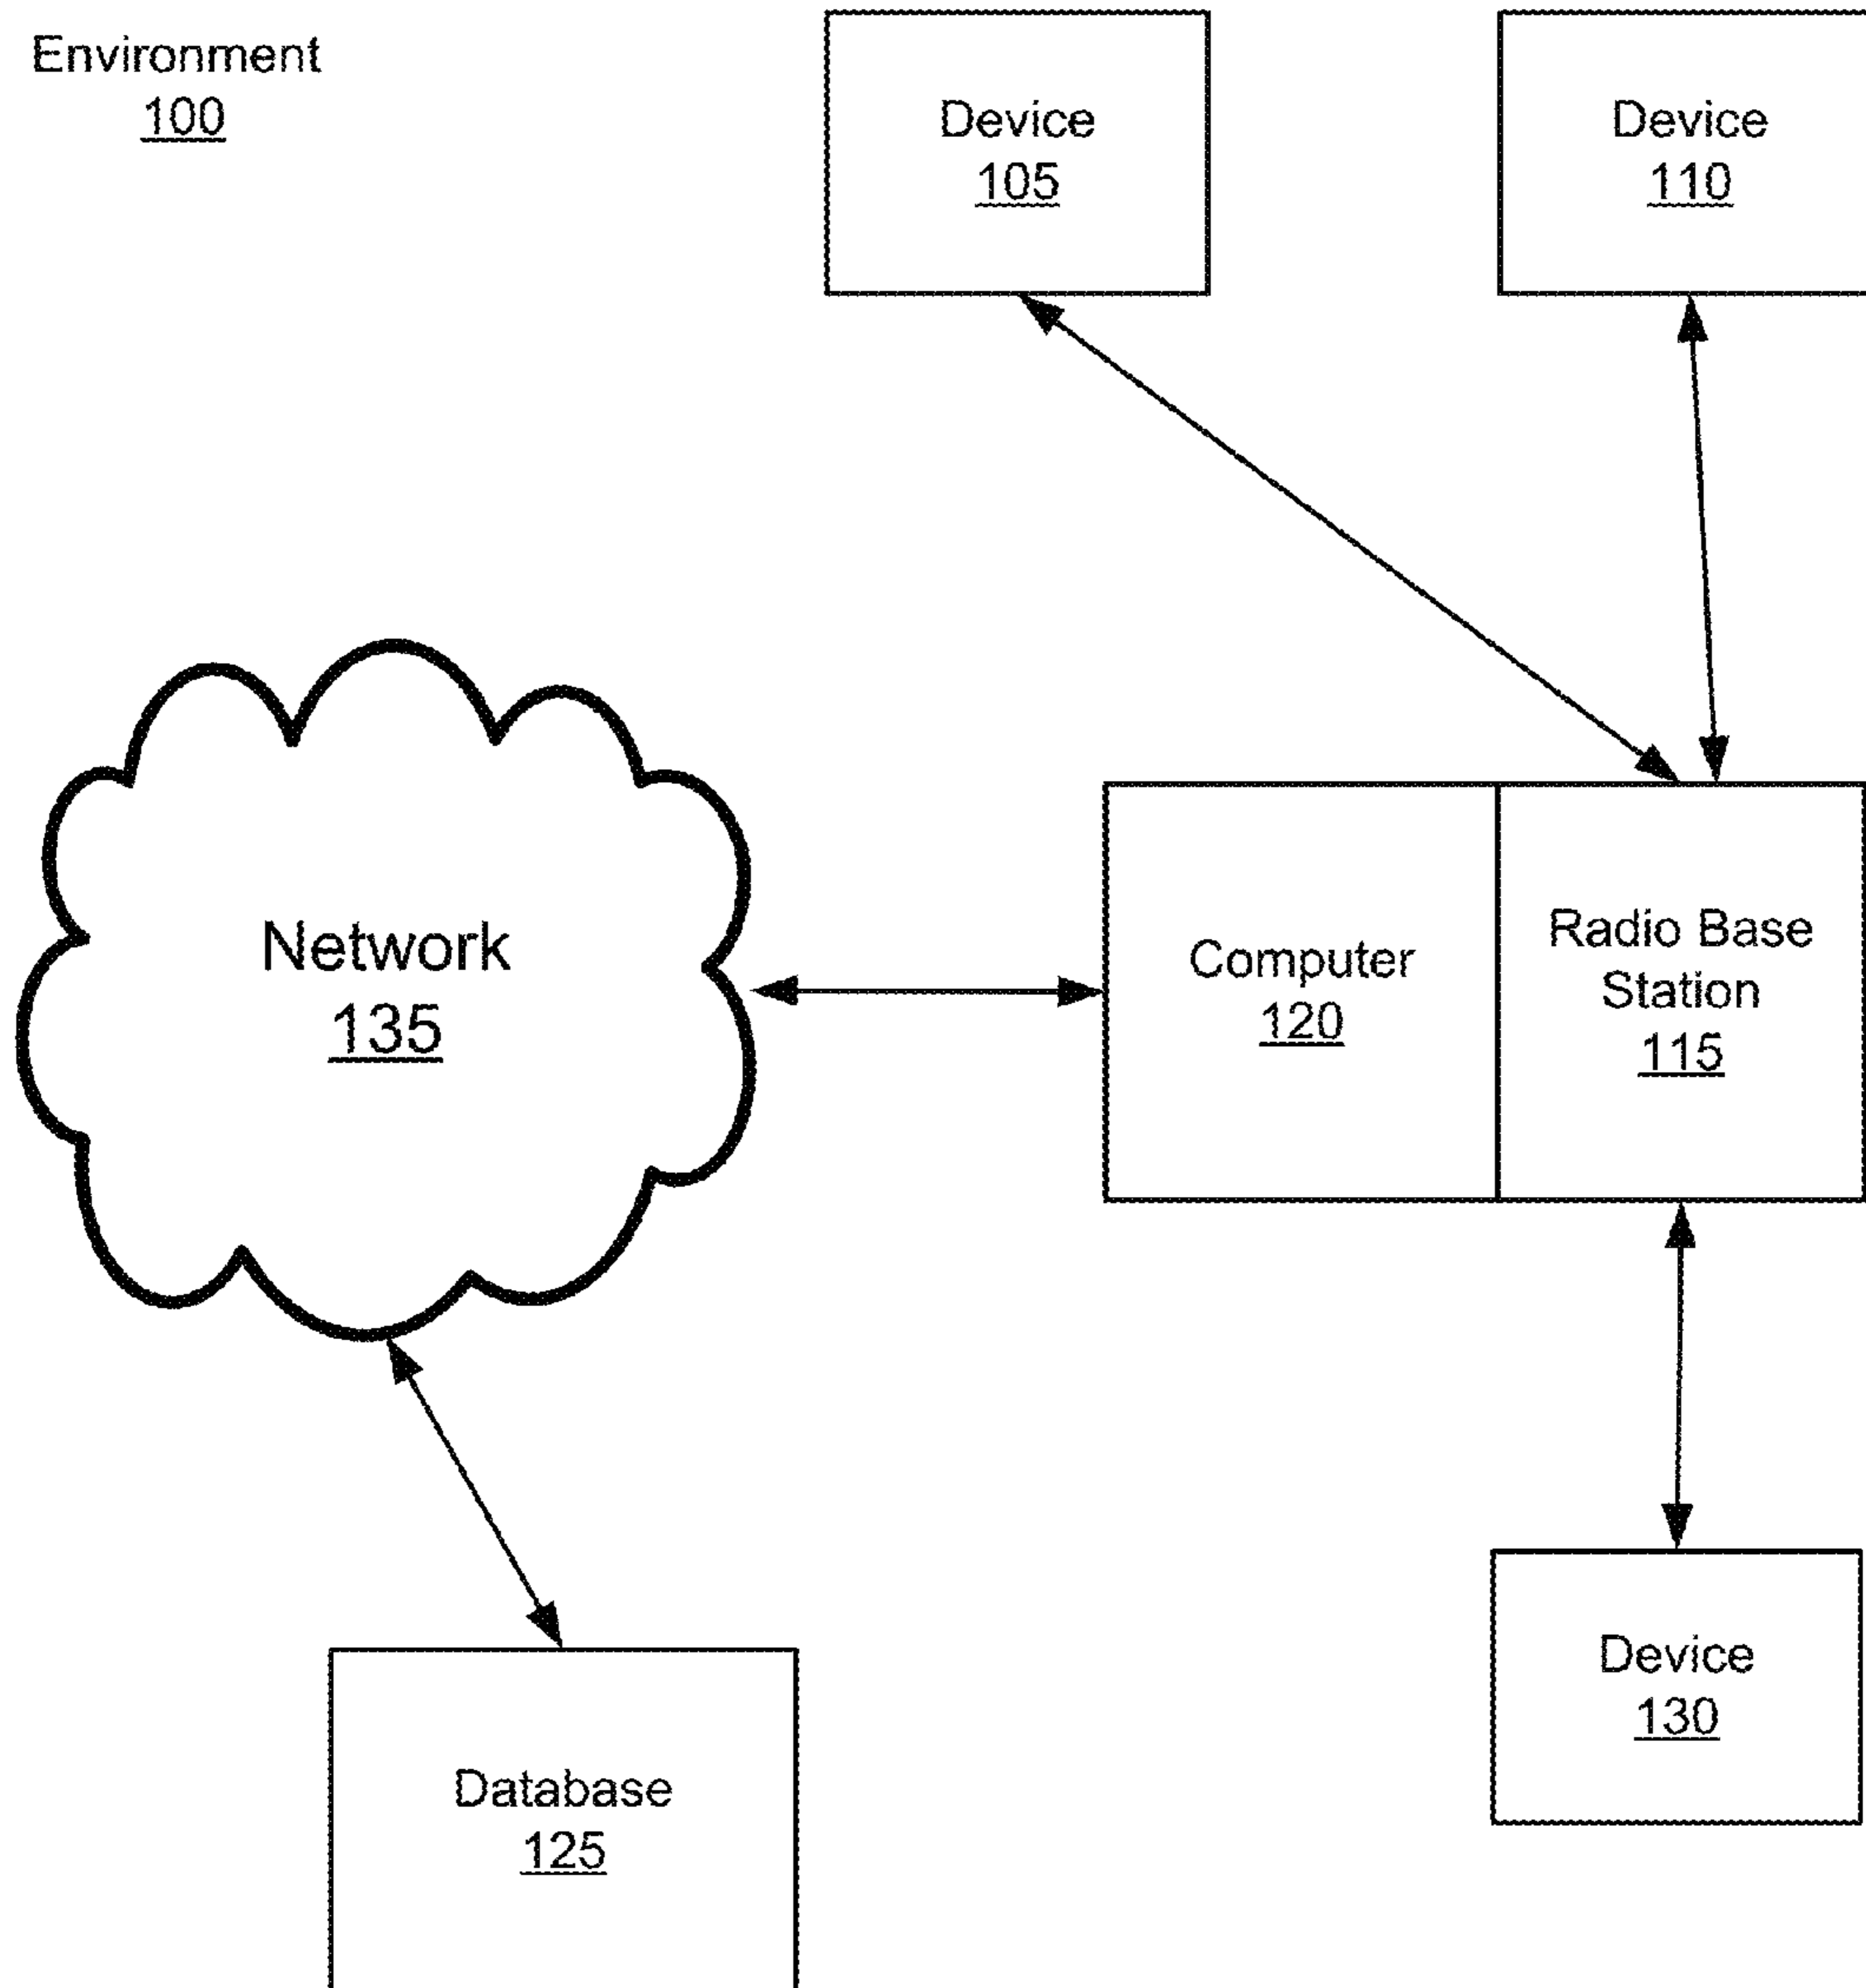 Environment
100
Device
105
Device
110
Network
135
Computer
120
Radio Base
Station
115
Device
130
Database
125